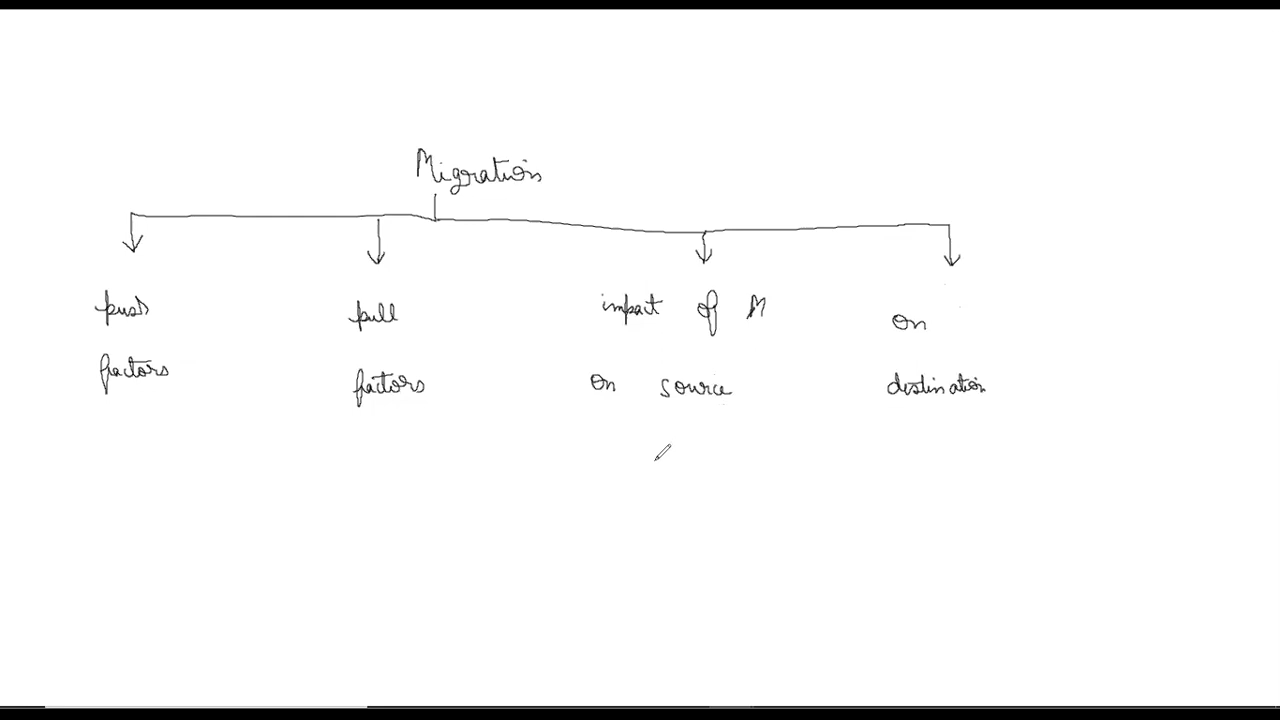 Migration
push
factors
pull
factors
impact of M
on source
on
destination